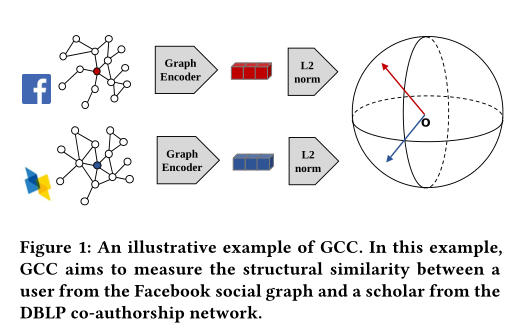 Graph
Encoder
L2
norm
O
Graph
Encoder
L2
norm
Figure 1: An illustrative example of GCC. In this example,
GCC aims to measure the structural similarity between a
user from the Facebook social graph and a scholar from the
DBLP co-authorship network.